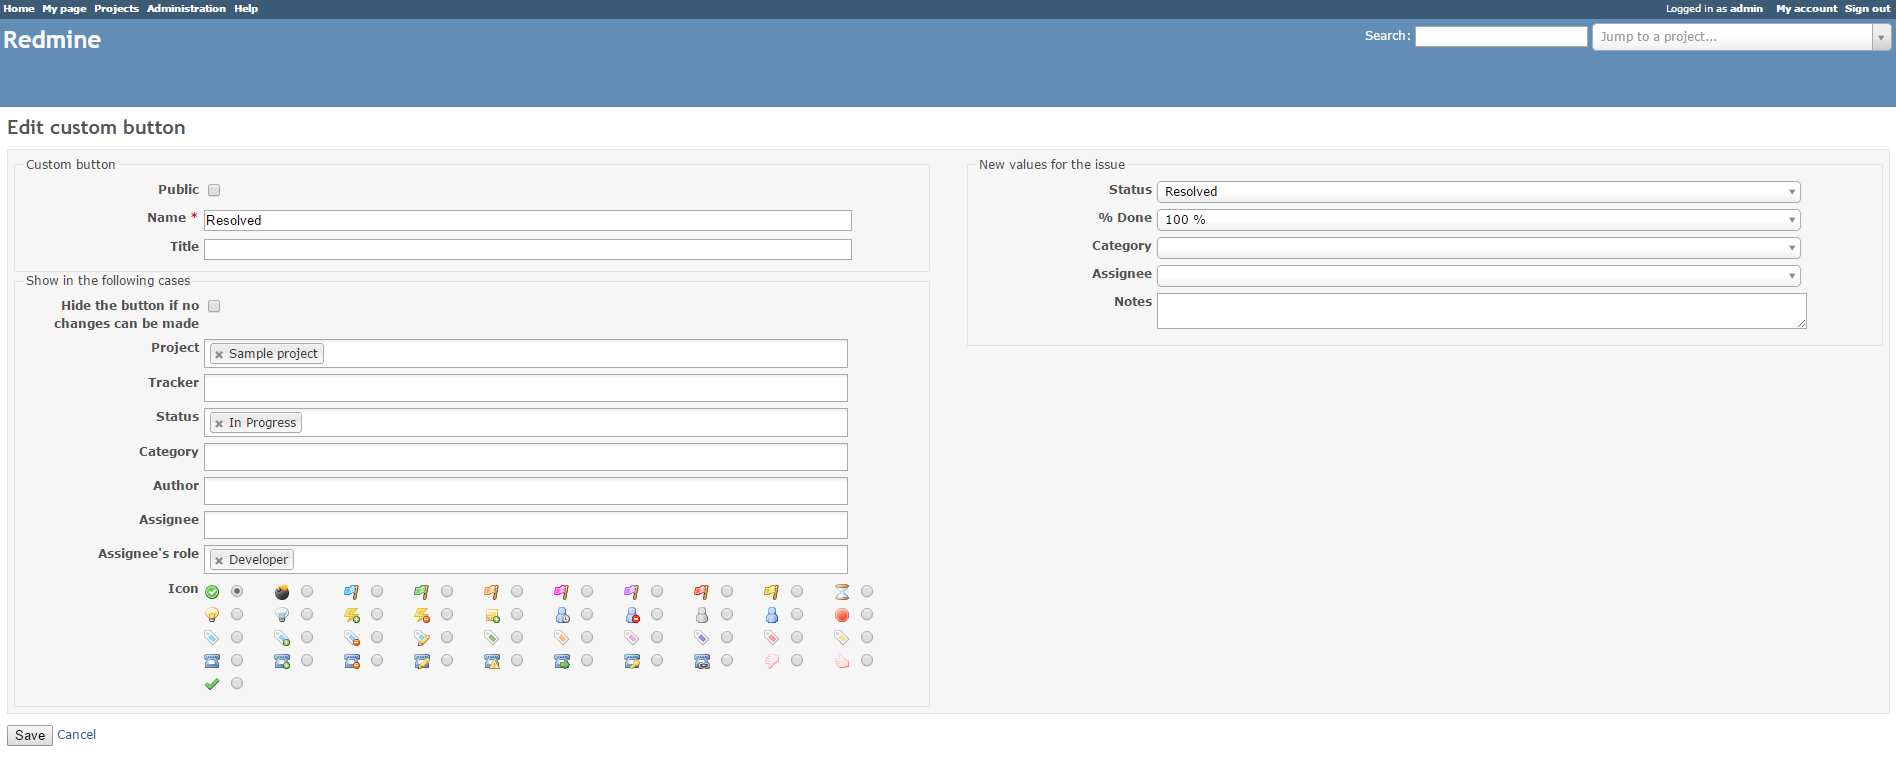 Home My page Projects Administration Help
Logged in as admin My account Sign out
Redmine
Search:
Jump to a project...
Edit custom button
Custom button
Public
Name *
Resolved
Title
Show in the following cases
Hide the button if no
changes can be made
Project
Sample project
Tracker
Status
In Progress
Category
Author
Assignee
Assignee's role
Developer
Icon
New values for the issue
Status
Resolved
% Done
100 %
Category
Assignee
Notes
Save Cancel